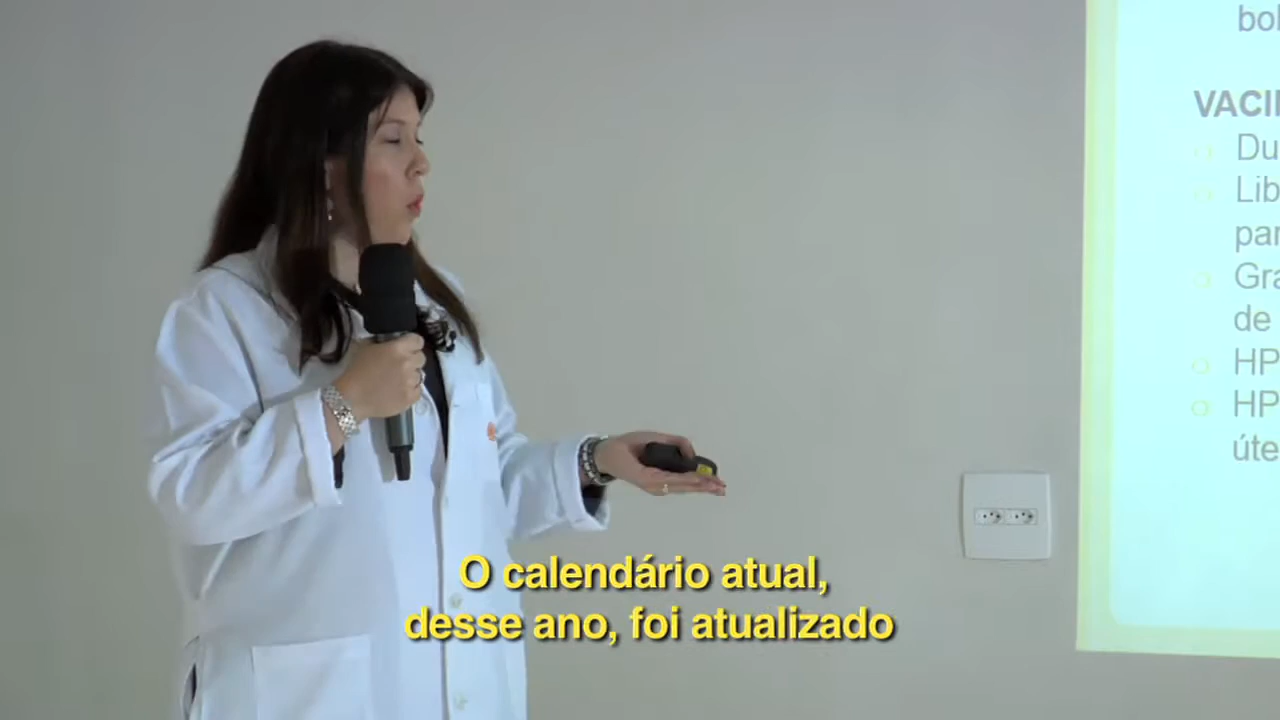 bol
VACI
Du
Lib
par
Gra
de
HP
HP
úte
O calendário atual,
desse ano, foi atualizado